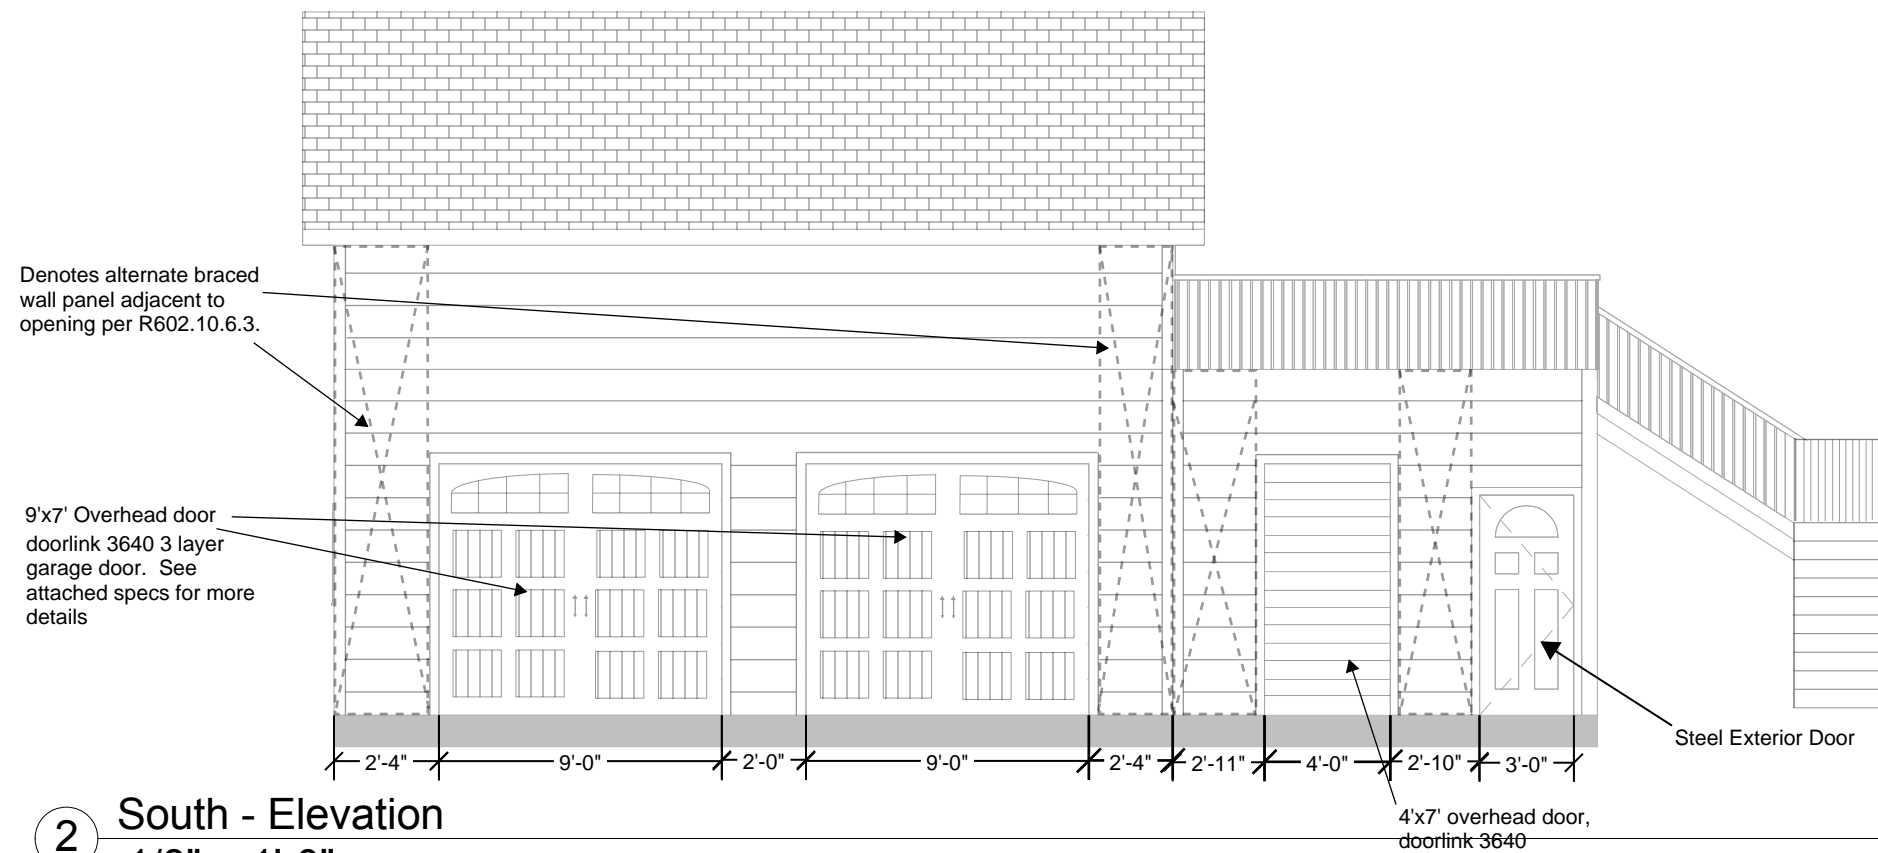 Denotes alternate braced
wall panel adjacent to
opening per R602.10.6.3.
9'x7' Overhead door
doorlink 3640 3 layer
garage door.  See
attached specs for more
details
Steel Exterior Door
2'-4" 9'-0" 2'-0" 9'-0" 2'-4" 2'-11" 4'-0" 2'-10" 3'-0"
4'x7' overhead door,
doorlink 3640
2 South - Elevation